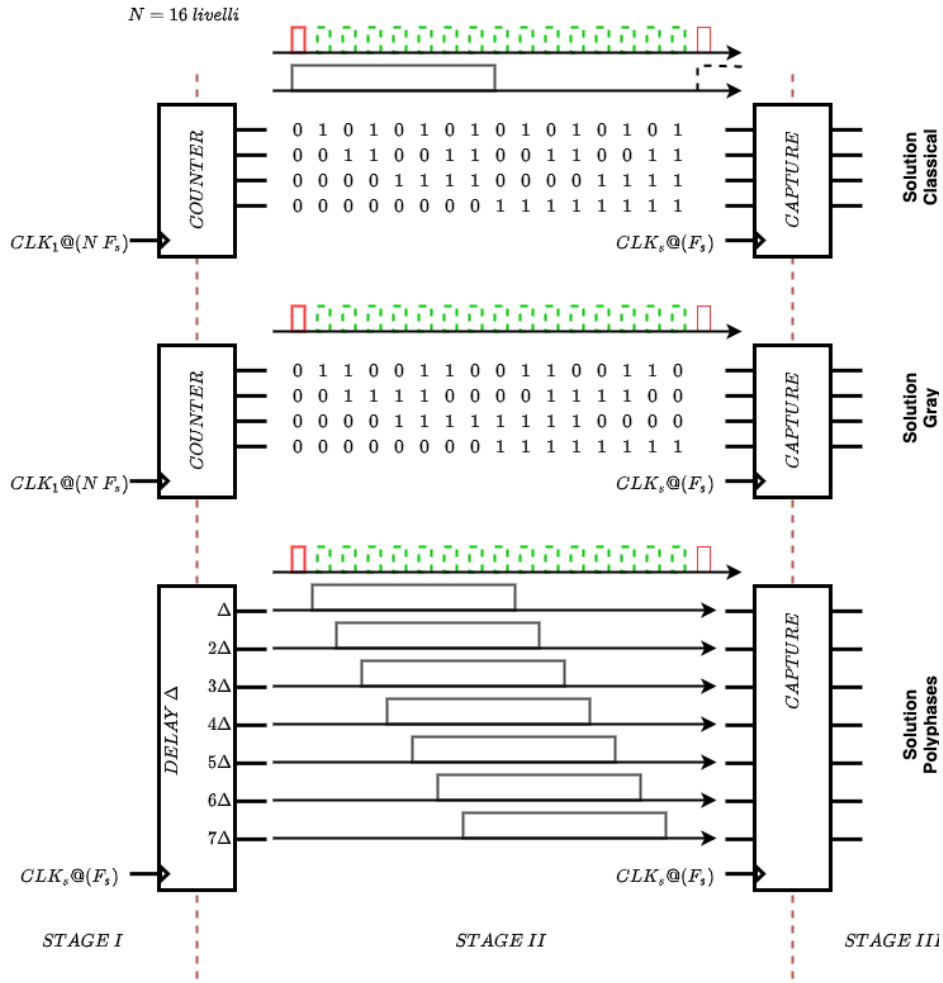 N = 16 livelli
COUNTER
0 1 0 1 0 1 0 1 0 1 0 1 0 1 0 1
0 0 1 1 0 0 1 1 0 0 1 1 0 0 1 1
0 0 0 0 1 1 1 1 0 0 0 0 1 1 1 1
0 0 0 0 0 0 0 0 1 1 1 1 1 1 1 1
CAPTURE
Solution
Classical
CLK₁@(N Fₛ)
CLKₛ@(Fₛ)
COUNTER
0 1 1 0 0 1 1 0 0 1 1 0 0 1 1 0
0 0 1 1 1 1 0 0 0 0 1 1 1 1 0 0
0 0 0 0 1 1 1 1 1 1 1 1 0 0 0 0
0 0 0 0 0 0 0 0 1 1 1 1 1 1 1 1
CAPTURE
Solution
Gray
CLK₁@(N Fₛ)
CLKₛ@(Fₛ)
DELAY Δ
Δ
2Δ
3Δ
4Δ
5Δ
6Δ
7Δ
CAPTURE
Solution
Polyphases
CLKₛ@(Fₛ)
CLKₛ@(Fₛ)
STAGE I
STAGE II
STAGE III